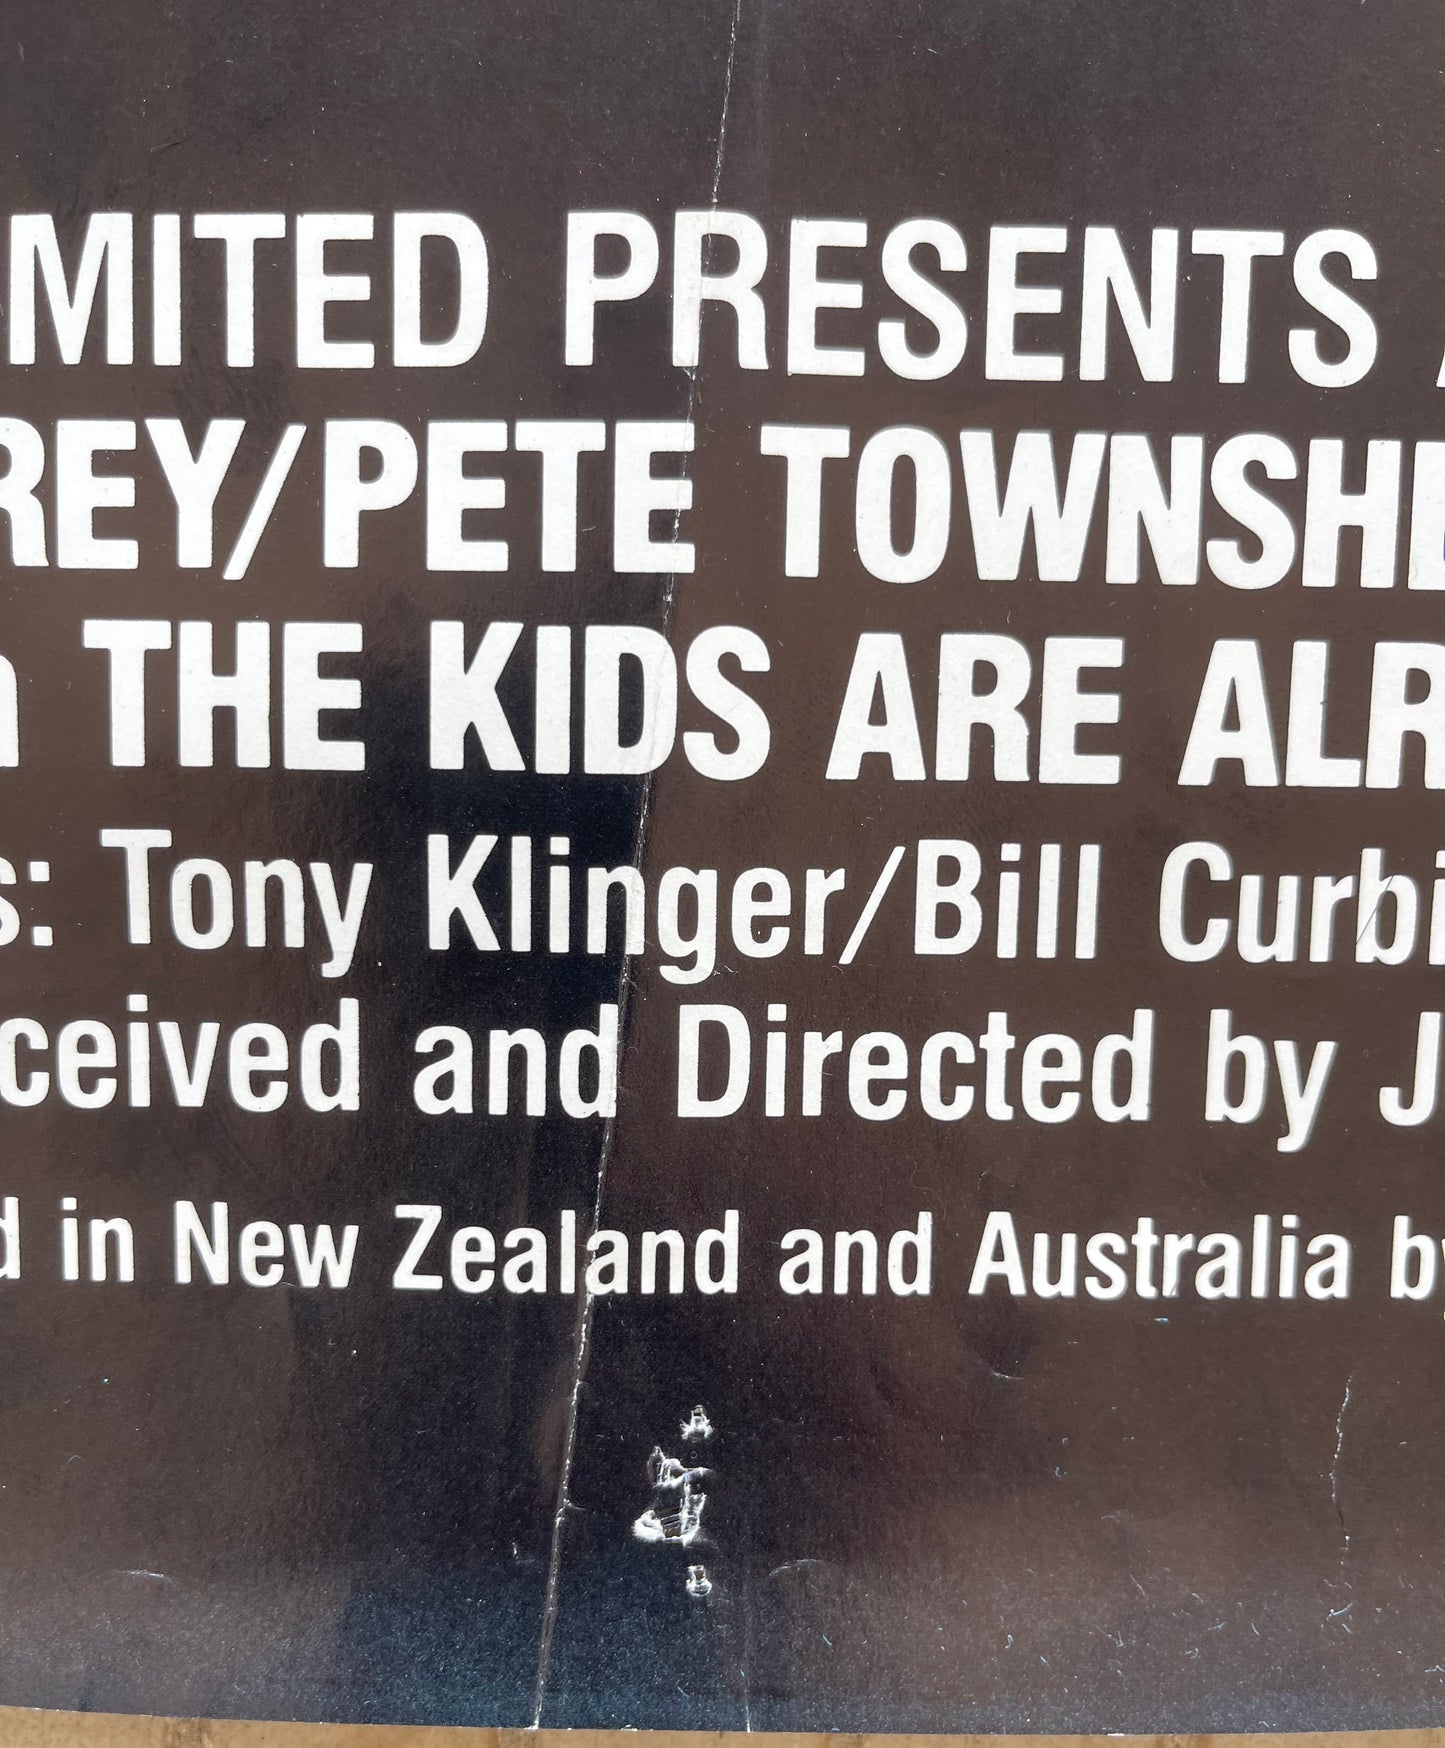 MITED PRESENTS A
REY/PETE TOWNSHE
n THE KIDS ARE ALR
s: Tony Klinger/Bill Curbi
ceived and Directed by J
d in New Zealand and Australia by